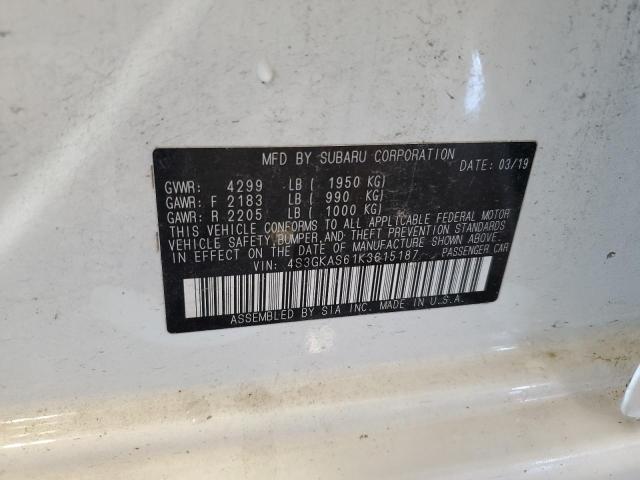 MFD BY SUBARU CORPORATION
DATE: 03/19
GVWR: 4299 LB ( 1950 KG)
GAWR: F 2183 LB ( 990 KG)
GAWR: R 2205 LB ( 1000 KG)
THIS VEHICLE CONFORMS TO ALL APPLICABLE FEDERAL MOTOR
VEHICLE SAFETY, BUMPER, AND THEFT PREVENTION STANDARDS
IN EFFECT ON THE DATE OF MANUFACTURE SHOWN ABOVE.
VIN: 4S3GKAS61K3615187 PASSENGER CAR
ASSEMBLED BY SIA INC. MADE IN U.S.A.